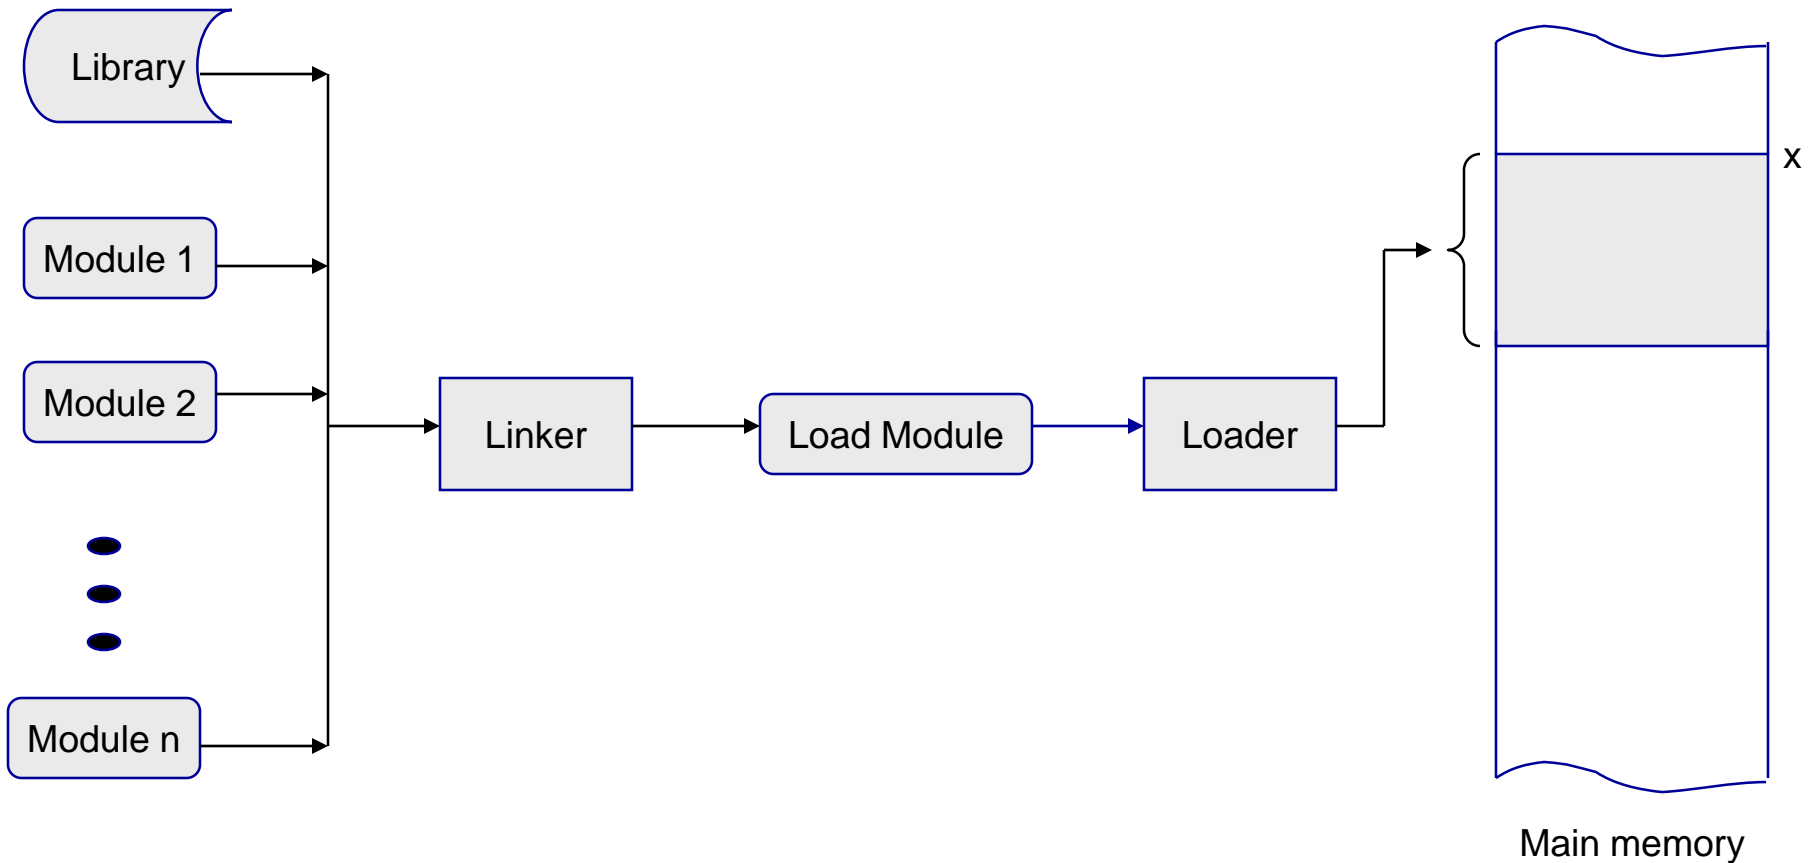 Library
x
Module 1
Module 2
Linker
Load Module
Loader
Module n
Main memory